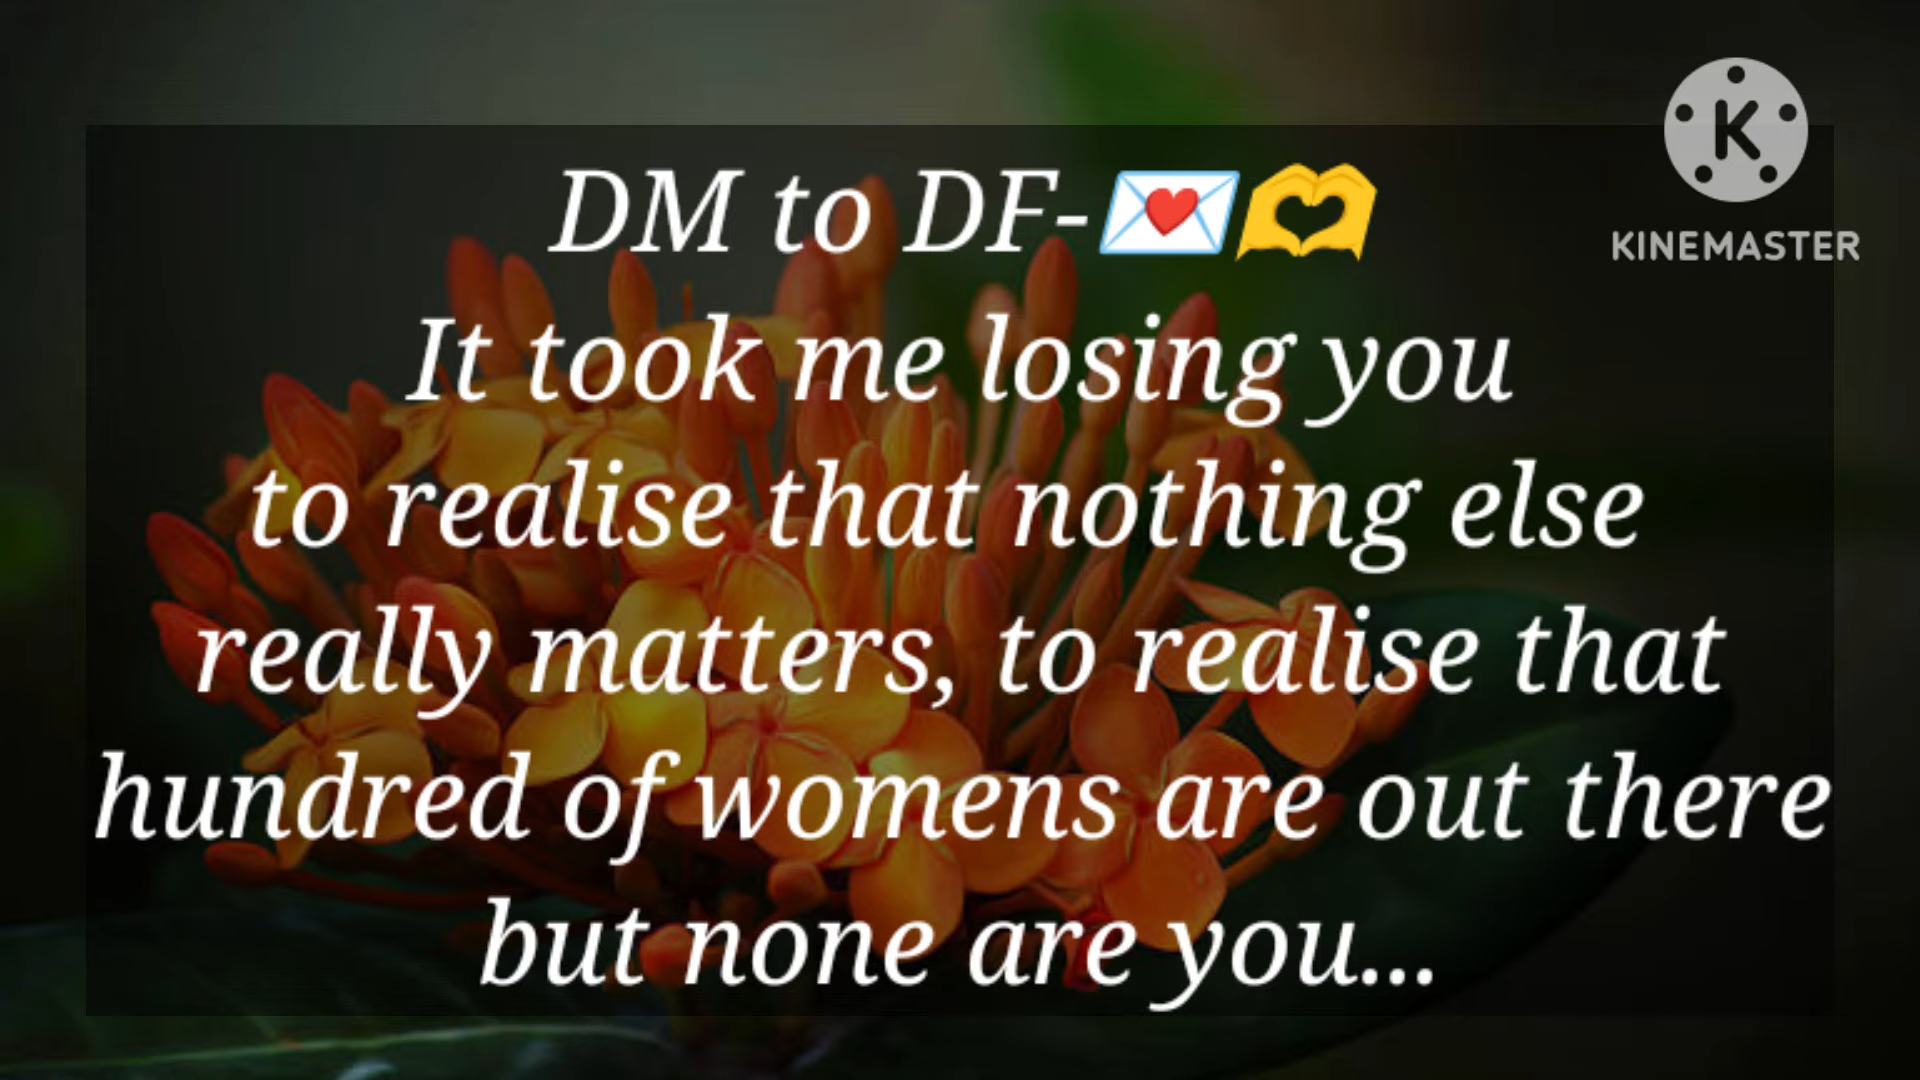 DM to DF-💌🫶
It took me losing you
to realise that nothing else
really matters, to realise that
hundred of womens are out there
but none are you...
K
KINEMASTER